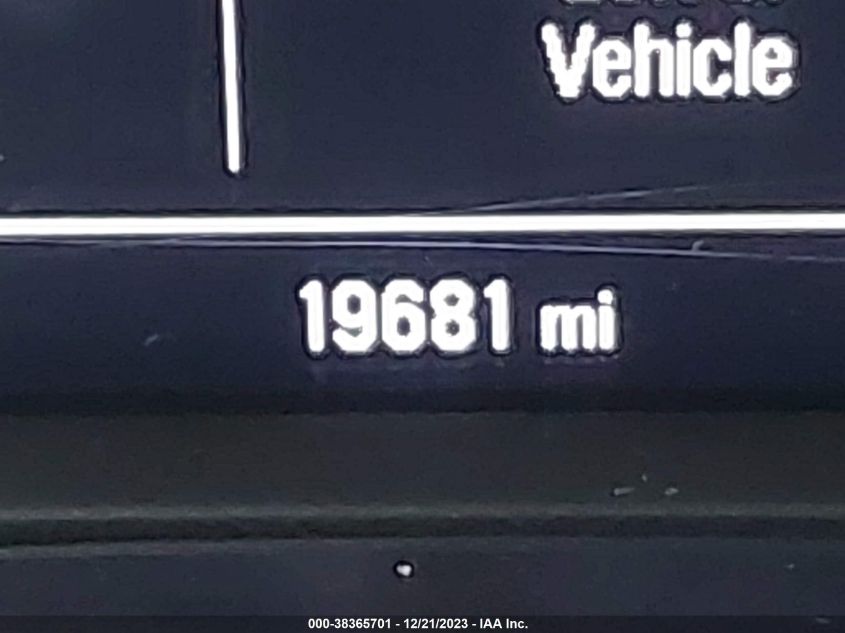 Vehicle
19681 mi
000-38365701 - 12/21/2023 - IAA Inc.